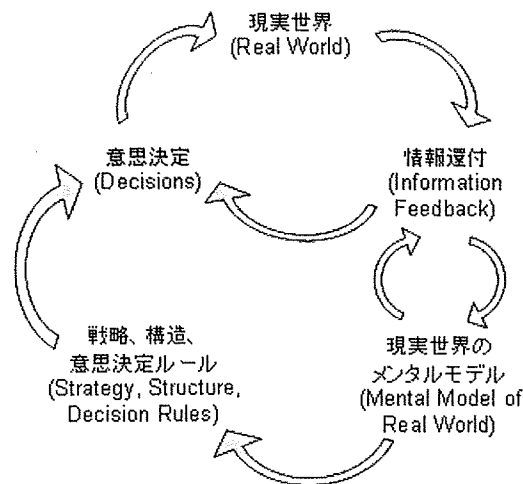 現実世界
(Real World)
意思決定
(Decisions)
情報還付
(Information
Feedback)
戦略、構造、
意思決定ルール
(Strategy, Structure,
Decision Rules)
現実世界の
メンタルモデル
(Mental Model of
Real World)